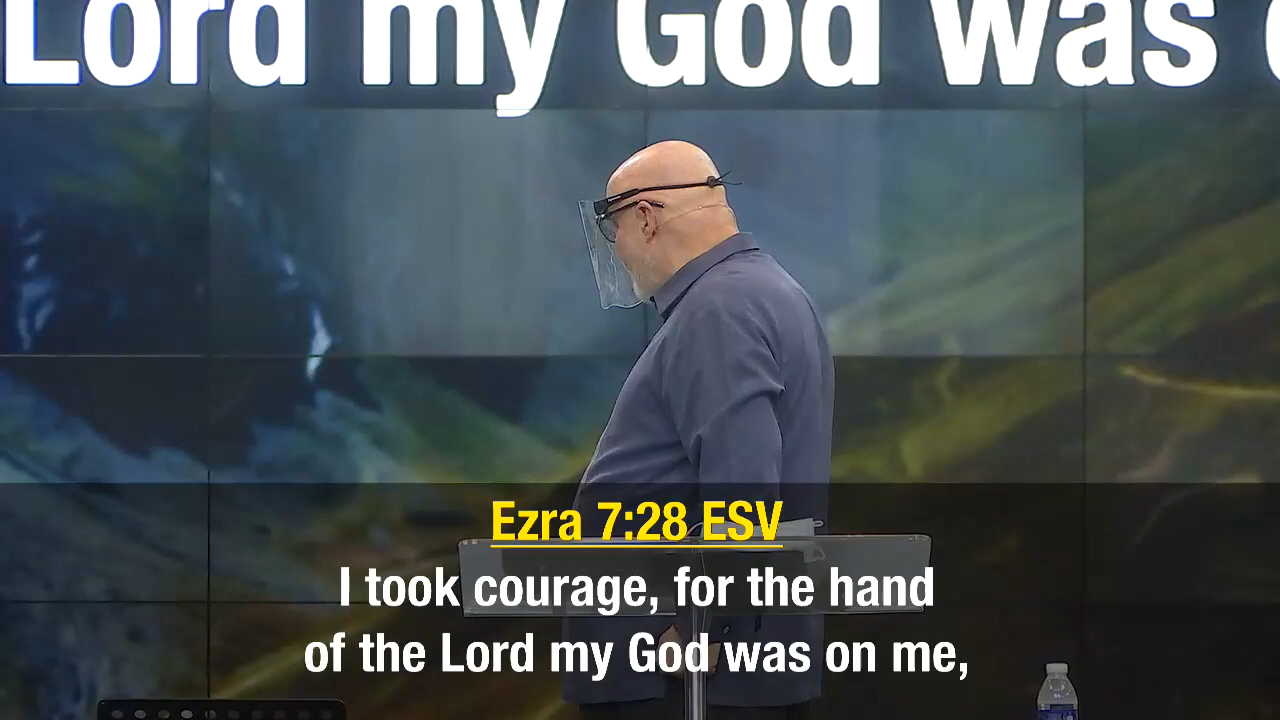 Lord my God was
Ezra 7:28 ESV
I took courage, for the hand
of the Lord my God was on me,